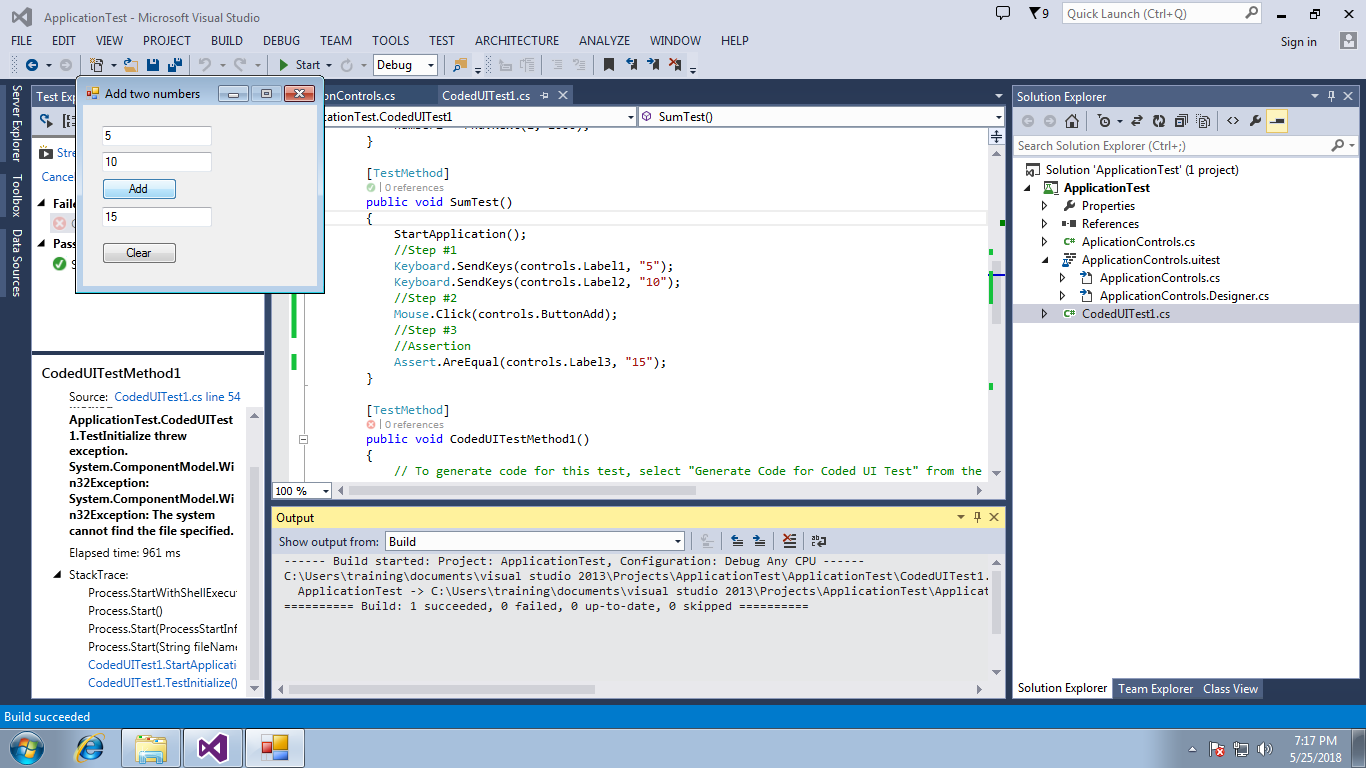 ApplicationTest - Microsoft Visual Studio
9
Quick Launch (Ctrl+Q)
FILE EDIT VIEW PROJECT BUILD DEBUG TEAM TOOLS TEST ARCHITECTURE ANALYZE WINDOW HELP
Sign in
Start
Debug
Server Explorer
Toolbox
Data Sources
Test Exp
Stre
Cancel
Faile
Pass
Add two numbers
5
10
Add
15
Clear
onControls.cs
CodedUITest1.cs
icationTest.CodedUITest1
SumTest()
}
[TestMethod]
0 references
public void SumTest()
{
StartApplication();
//Step #1
Keyboard.SendKeys(controls.Label1, "5");
Keyboard.SendKeys(controls.Label2, "10");
//Step #2
Mouse.Click(controls.ButtonAdd);
//Step #3
//Assertion
Assert.AreEqual(controls.Label3, "15");
}
[TestMethod]
0 references
public void CodedUITestMethod1()
{
// To generate code for this test, select "Generate Code for Coded UI Test" from the
100 %
CodedUITestMethod1
Source: CodedUITest1.cs line 54
ApplicationTest.CodedUITest
1.TestInitialize threw
exception.
System.ComponentModel.Wi
n32Exception:
System.ComponentModel.Wi
n32Exception: The system
cannot find the file specified.
Elapsed time: 961 ms
StackTrace:
Process.StartWithShellExecut
Process.Start()
Process.Start(ProcessStartInf
Process.Start(String fileName
CodedUITest1.StartApplicati
CodedUITest1.TestInitialize()
Output
Show output from: Build
------ Build started: Project: ApplicationTest, Configuration: Debug Any CPU ------
C:\Users\training\documents\visual studio 2013\Projects\ApplicationTest\ApplicationTest\CodedUITest1.
ApplicationTest -> C:\Users\training\documents\visual studio 2013\Projects\ApplicationTest\Applicat
========== Build: 1 succeeded, 0 failed, 0 up-to-date, 0 skipped ==========
Solution Explorer
Search Solution Explorer (Ctrl+;)
Solution 'ApplicationTest' (1 project)
ApplicationTest
Properties
References
AplicationControls.cs
ApplicationControls.uitest
ApplicationControls.cs
ApplicationControls.Designer.cs
CodedUITest1.cs
Solution Explorer Team Explorer Class View
Build succeeded
7:17 PM
5/25/2018